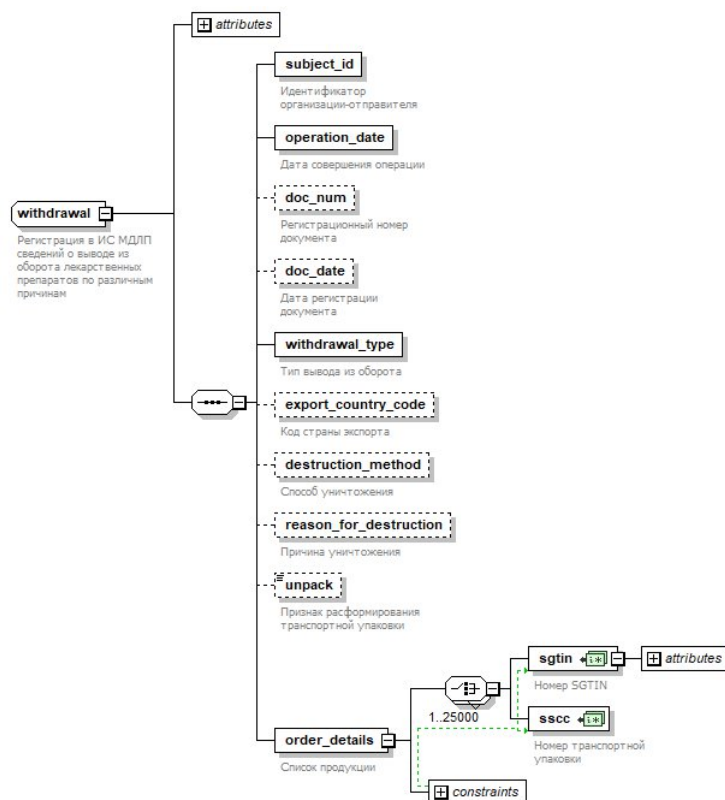 attributes
subject_id
Идентификатор
организации-отправителя
operation_date
Дата совершения операции
doc_num
Регистрационный номер
документа
withdrawal
Регистрация в ИС МДЛП
сведений о выводе из
оборота лекарственных
препаратов по различным
причинам
doc_date
Дата регистрации
документа
withdrawal_type
Тип вывода из оборота
export_country_code
Код страны экспорта
destruction_method
Способ уничтожения
reason_for_destruction
Причина уничтожения
unpack
Признак расформирования
транспортной упаковки
order_details
Список продукции
1..25000
sgtin
attributes
Номер SGTIN
sscc
Номер транспортной
упаковки
constraints